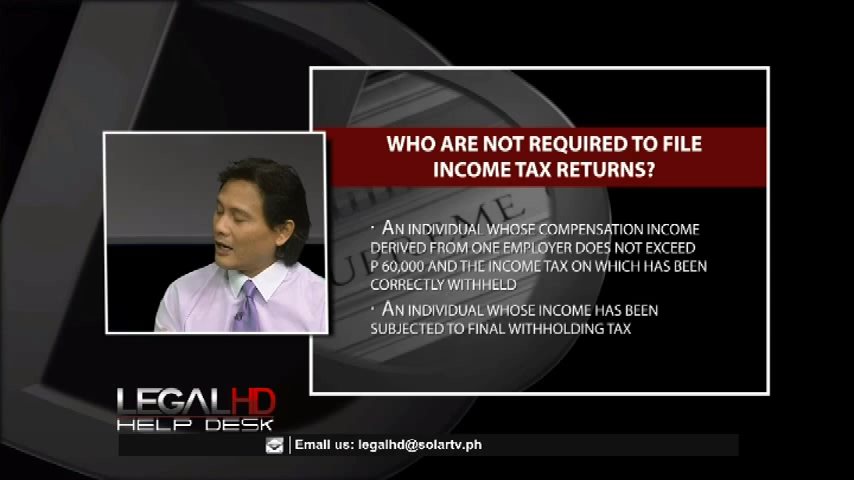 WHO ARE NOT REQUIRED TO FILE
INCOME TAX RETURNS?
· AN INDIVIDUAL WHOSE COMPENSATION INCOME
DERIVED FROM ONE EMPLOYER DOES NOT EXCEED
P 60,000 AND THE INCOME TAX ON WHICH HAS BEEN
CORRECTLY WITHHELD
· AN INDIVIDUAL WHOSE INCOME HAS BEEN
SUBJECTED TO FINAL WITHHOLDING TAX
LEGALHD
HELP DESK
Email us: legalhd@solartv.ph